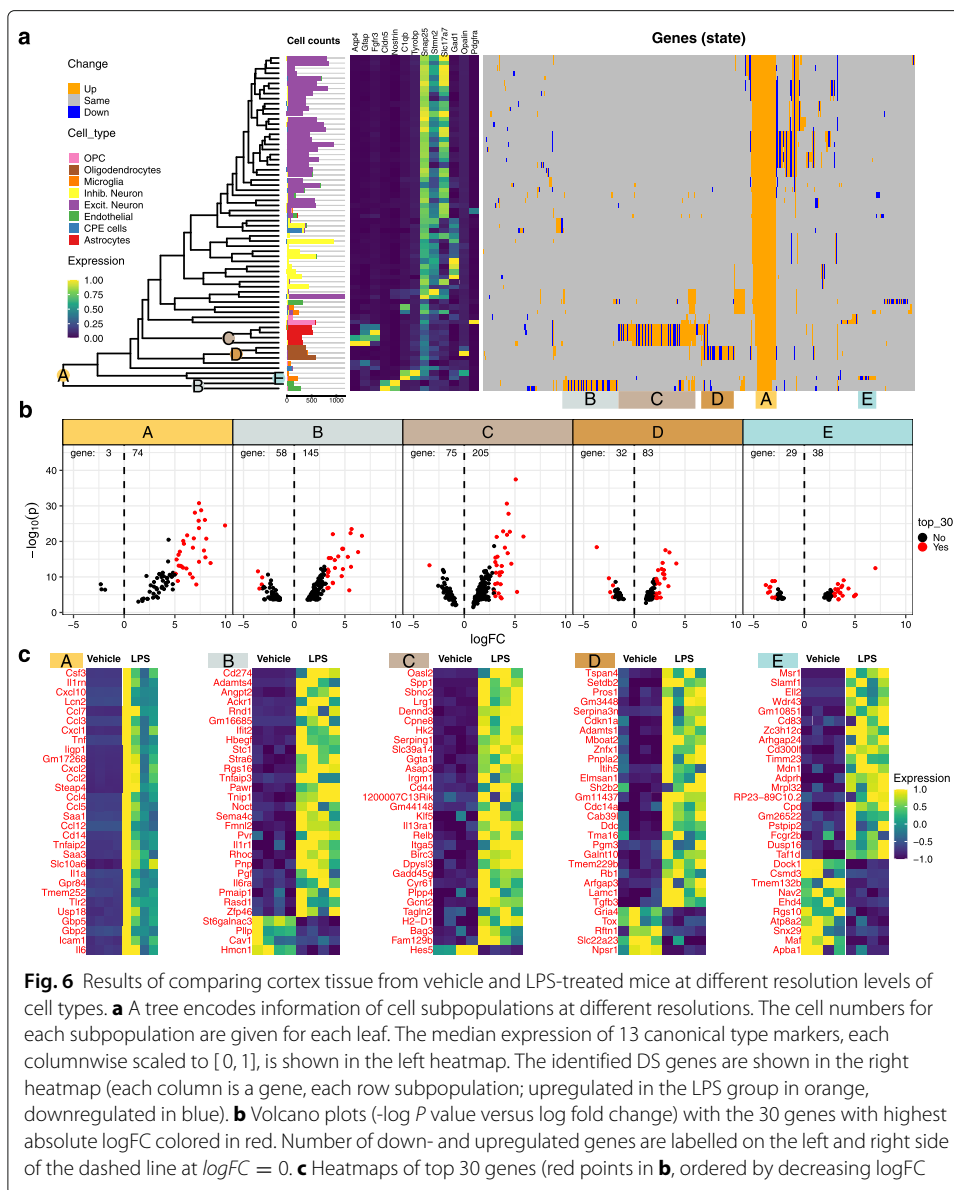 a
Cell counts
Aqp4
Gfap
Fgfr3
Cldn5
Nostrin
C1qb
Tyrobp
Snap25
Stmn2
Slc17a7
Gad1
Opalin
Pdgfra
Genes (state)
Change
Up
Same
Down
Cell_type
OPC
Oligodendrocytes
Microglia
Inhib. Neuron
Excit. Neuron
Endothelial
CPE cells
Astrocytes
Expression
1.00
0.75
0.50
0.25
0.00
A
B
C
D
E
0 500 1000
B C D A E
b
A B C D E
gene: 3 74
gene: 58 145
gene: 75 205
gene: 32 83
gene: 29 38
−log10(p)
40
30
20
10
0
−5 0 5 10
−5 0 5 10
−5 0 5 10
−5 0 5 10
−5 0 5 10
logFC
top_30
No
Yes
c
A Vehicle LPS
Csf3
Il1rn
Cxcl10
Lcn2
Ccl7
Ccl3
Cxcl1
Tnf
Iigp1
Gm17268
Cxcl2
Ccl2
Steap4
Ccl4
Ccl5
Saa1
Ccl12
Cd14
Tnfaip2
Saa3
Slc10a6
Il1a
Gpr84
Tmem252
Tlr2
Usp18
Gbp5
Gbp2
Icam1
Il6
B Vehicle LPS
Cd274
Adamts4
Angpt2
Ackr1
Rnd1
Gm16685
Ifit2
Hbegf
Stc1
Stra6
Rgs16
Tnfaip3
Pawr
Tnip1
Noct
Sema4c
Fmnl2
Pvr
Il1r1
Rhoc
Pnp
Pgf
Il6ra
Pmaip1
Rasd1
Zfp46
St6galnac3
Pllp
Cav1
Hmcn1
C Vehicle LPS
Oasl2
Spp1
Sbno2
Lrg1
Dennd3
Cpne8
Hk2
Serping1
Slc39a14
Ggta1
Asap3
Cd44
1200007C13Rik
Gm44148
Klf5
Il13ra1
Relb
Itga5
Birc3
Dpysl3
Gadd45g
Cyr61
Plpp4
Gcnt2
Tagln2
H2−D1
Bag3
Fam129b
Hes5
D Vehicle LPS
Tspan4
Setdb2
Pros1
Gm3448
Serpina3n
Cdkn1a
Adamts1
Mboat2
Znfx1
Pnpla2
Itih5
Elmsan1
Sh2b2
Gm11437
Cdc14a
Cab39l
Ddc
Tma16
Pgm3
Galnt10
Tmem229b
Rb1
Arfgap3
Lamc1
Tgfb3
Gria4
Tox
Rftn1
Slc22a23
Npsr1
E Vehicle LPS
Msr1
Slamf1
Ell2
Wdr43
Gm10851
Cd83
Zc3h12c
Arhgap24
Cd300lf
Timm23
Mdn1
Adprh
Mrpl32
RP23−89C10.2
Cpd
Gm26522
Pstpip2
Fcgr2b
Dusp16
Taf1d
Dock1
Csmd3
Tmem132b
Nav2
Ehd4
Rgs10
Atp8a2
Snx29
Maf
Apba1
Expression
1.0
0.5
0.0
−0.5
−1.0
Fig. 6 Results of comparing cortex tissue from vehicle and LPS-treated mice at different resolution levels of
cell types. a A tree encodes information of cell subpopulations at different resolutions. The cell numbers for
each subpopulation are given for each leaf. The median expression of 13 canonical type markers, each
columnwise scaled to [ 0, 1], is shown in the left heatmap. The identified DS genes are shown in the right
heatmap (each column is a gene, each row subpopulation; upregulated in the LPS group in orange,
downregulated in blue). b Volcano plots (-log P value versus log fold change) with the 30 genes with highest
absolute logFC colored in red. Number of down- and upregulated genes are labelled on the left and right side
of the dashed line at logFC = 0. c Heatmaps of top 30 genes (red points in b, ordered by decreasing logFC